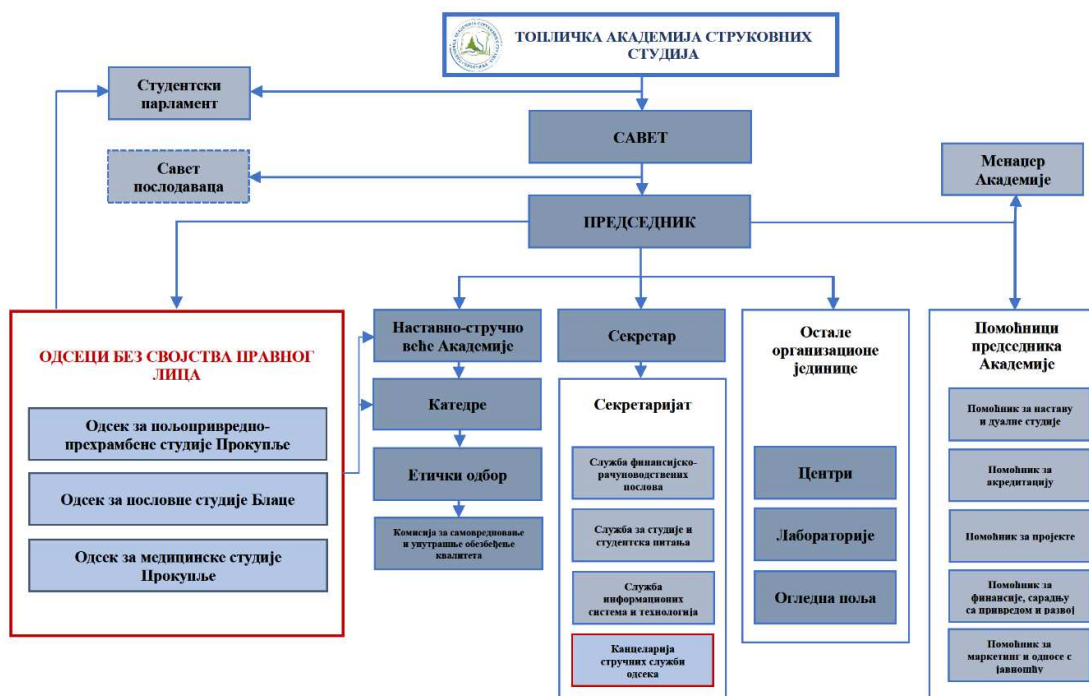 ТОПЛИЧКА АКАДЕМИЈА СТРУКОВНИХ
СТУДИЈА
Студентски
парламент
САВЕТ
Савет
послодаваца
Менаџер
Академије
ПРЕДСЕДНИК
ОДСЕЦИ БЕЗ СВОЈСТВА ПРАВНОГ
ЛИЦА
Одсек за пољопривредно-
прехрамбене студије Прокупље
Одсек за пословне студије Блаце
Одсек за медицинске студије
Прокупље
Наставно-стручно
веће Академије
Катедре
Етички одбор
Комисија за самовредновање
и унутрашње обезбеђење
квалитета
Секретар
Секретаријат
Служба финансијско-
рачуноводствених
послова
Служба за студије и
студентска питања
Служба
информационих
система и технологија
Канцеларија
стручних служби
одсека
Остале
организационе
јединице
Центри
Лабораторије
Огледна поља
Помоћници
председника
Академије
Помоћник за наставу
и дуалне студије
Помоћник за
акредитацију
Помоћник за пројекте
Помоћник за
финансије, сарадњу
са привредом и развој
Помоћник за
маркетинг и односе с
јавношћу